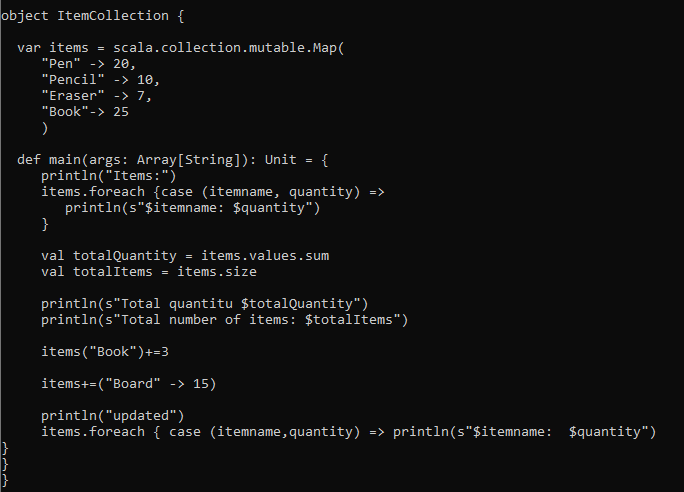 object ItemCollection {
var items = scala.collection.mutable.Map(
"Pen" -> 20,
"Pencil" -> 10,
"Eraser" -> 7,
"Book"-> 25
)
def main(args: Array[String]): Unit = {
println("Items:")
items.foreach {case (itemname, quantity) =>
println(s"$itemname: $quantity")
}
val totalQuantity = items.values.sum
val totalItems = items.size
println(s"Total quantitu $totalQuantity")
println(s"Total number of items: $totalItems")
items("Book")+=3
items+=("Board" -> 15)
println("updated")
items.foreach { case (itemname,quantity) => println(s"$itemname:  $quantity")
}
}
}